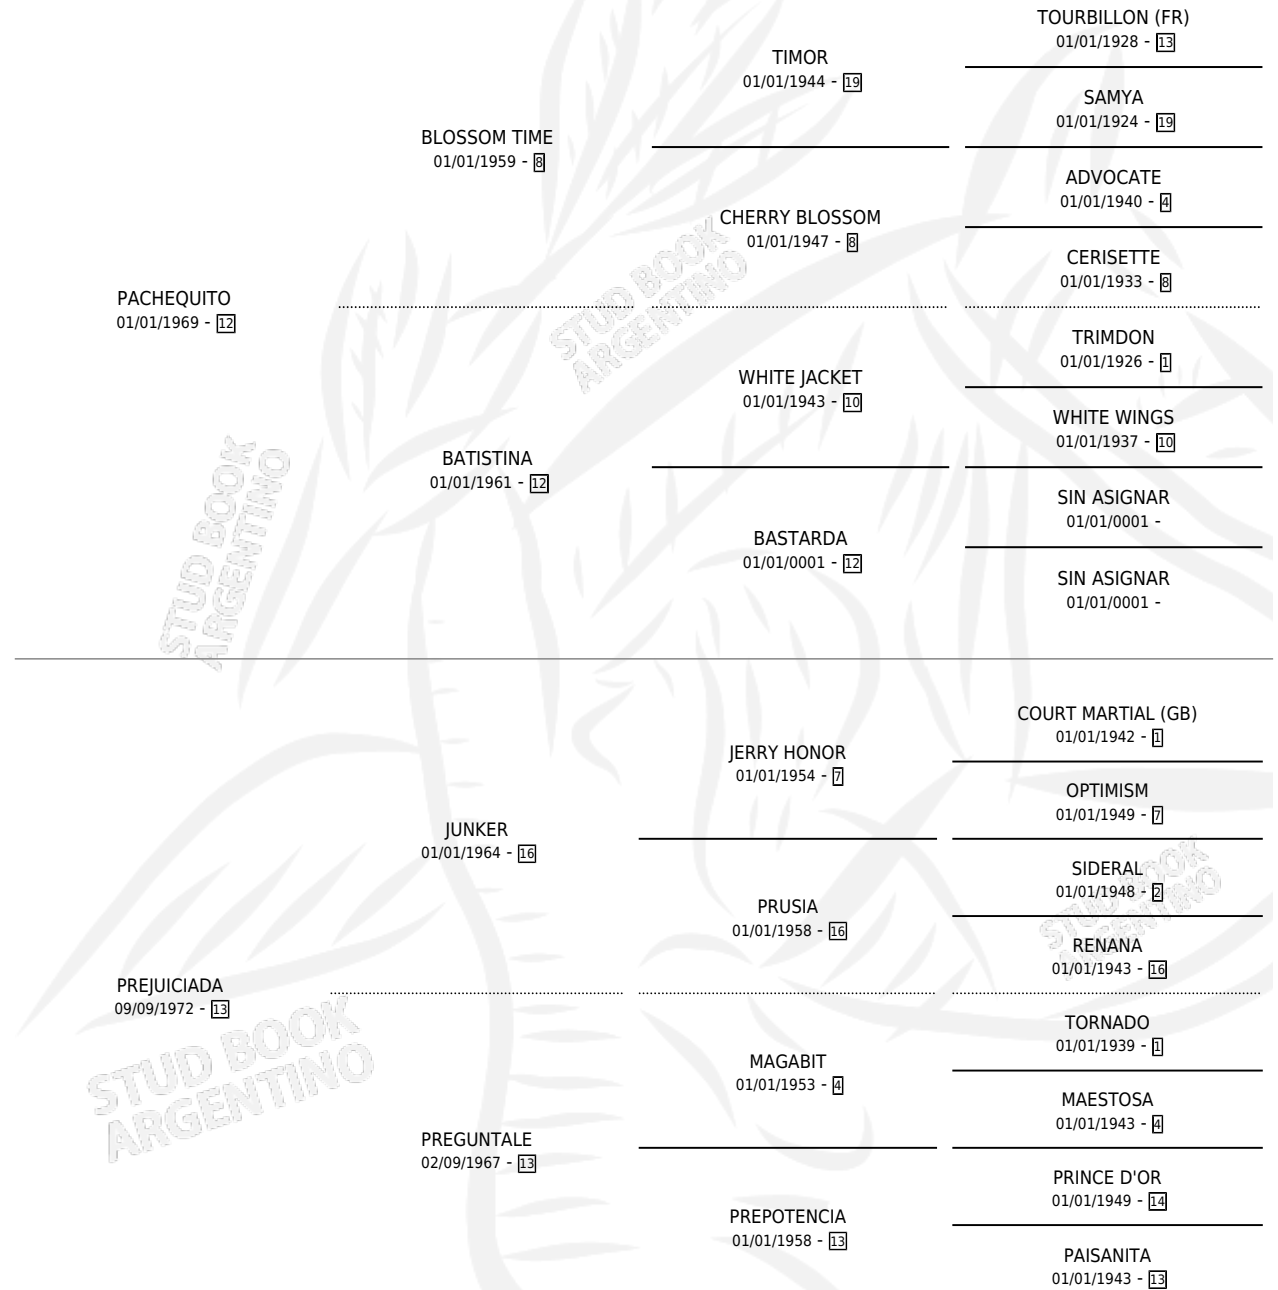 TOURBILLON (FR)
01/01/1928 - 13
TIMOR
01/01/1944 - 19
SAMYA
01/01/1924 - 19
BLOSSOM TIME
01/01/1959 - 8
ADVOCATE
01/01/1940 - 4
CHERRY BLOSSOM
01/01/1947 - 8
CERISETTE
01/01/1933 - 8
PACHEQUITO
01/01/1969 - 12
STUD BOOK
ARGENTINO
TRIMDON
01/01/1926 - 1
WHITE JACKET
01/01/1943 - 10
WHITE WINGS
01/01/1937 - 10
BATISTINA
01/01/1961 - 12
SIN ASIGNAR
01/01/0001 -
BASTARDA
01/01/0001 - 12
SIN ASIGNAR
01/01/0001 -
STUD BOOK
ARGENTINO
COURT MARTIAL (GB)
01/01/1942 - 1
JERRY HONOR
01/01/1954 - 7
OPTIMISM
01/01/1949 - 7
JUNKER
01/01/1964 - 16
SIDERAL
01/01/1948 - 2
PRUSIA
01/01/1958 - 16
RENANA
01/01/1943 - 16
STUD BOOK
ARGENTINO
PREJUICIADA
09/09/1972 - 13
STUD BOOK
ARGENTINO
TORNADO
01/01/1939 - 1
MAGABIT
01/01/1953 - 4
MAESTOSA
01/01/1943 - 4
PREGUNTALE
02/09/1967 - 13
PRINCE D'OR
01/01/1949 - 14
PREPOTENCIA
01/01/1958 - 13
PAISANITA
01/01/1943 - 13